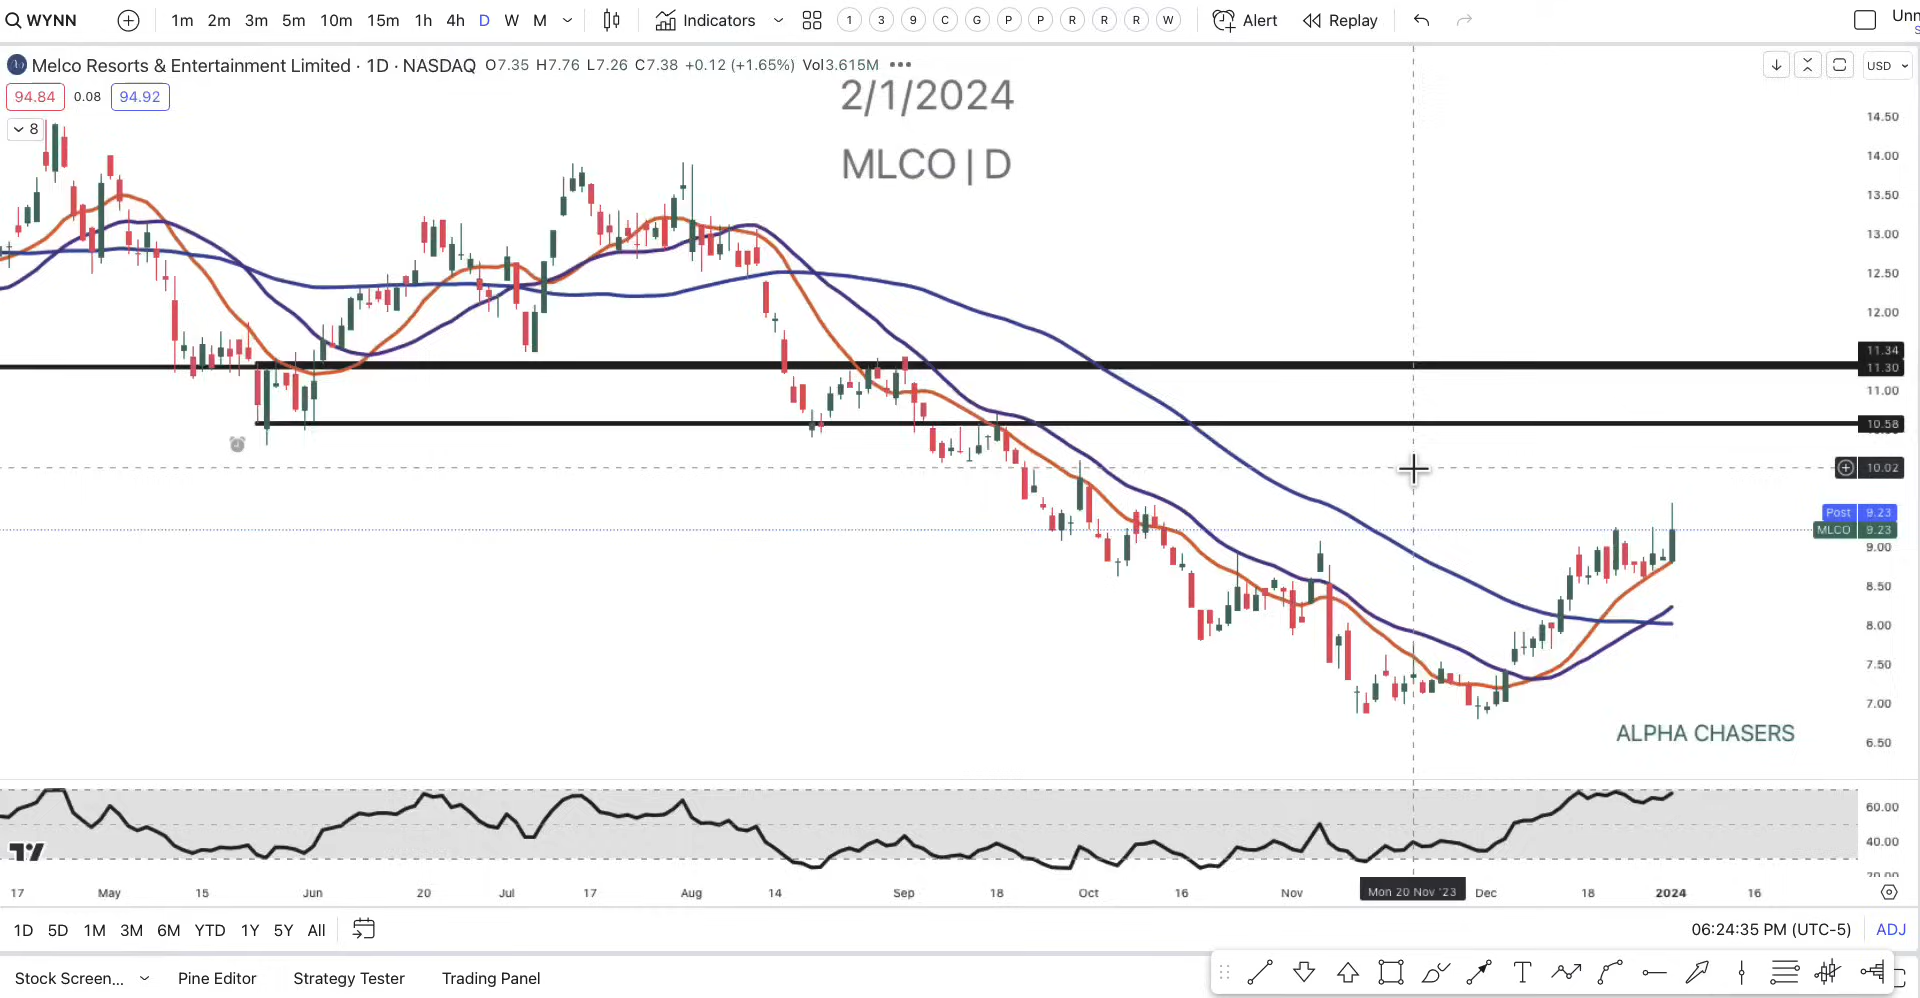 WYNN 1m 2m 3m 5m 10m 15m 1h 4h D W M Indicators 1 3 9 C G P P R R R W Alert Replay Unn
Melco Resorts & Entertainment Limited · 1D · NASDAQ O7.35 H7.76 L7.26 C7.38 +0.12 (+1.65%) Vol3.615M USD
94.84 0.08 94.92
8
2/1/2024
MLCO | D
14.50
14.00
13.50
13.00
12.50
12.00
11.34
11.30
11.00
10.58
10.02
Post 9.23
MLCO 9.23
9.00
8.50
8.00
7.50
7.00
6.50
ALPHA CHASERS
60.00
40.00
17 May 15 Jun 20 Jul 17 Aug 14 Sep 18 Oct 16 Nov Mon 20 Nov '23 Dec 18 2024 16
1D 5D 1M 3M 6M YTD 1Y 5Y All 06:24:35 PM (UTC-5) ADJ
Stock Screen... Pine Editor Strategy Tester Trading Panel